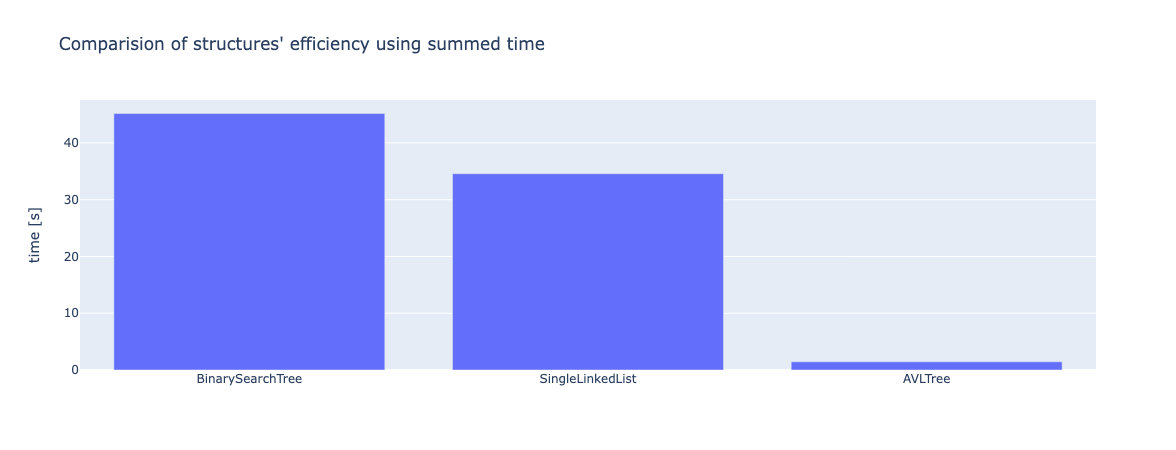 Comparision of structures' efficiency using summed time
time [s]
40
30
20
10
0
BinarySearchTree
SingleLinkedList
AVLTree